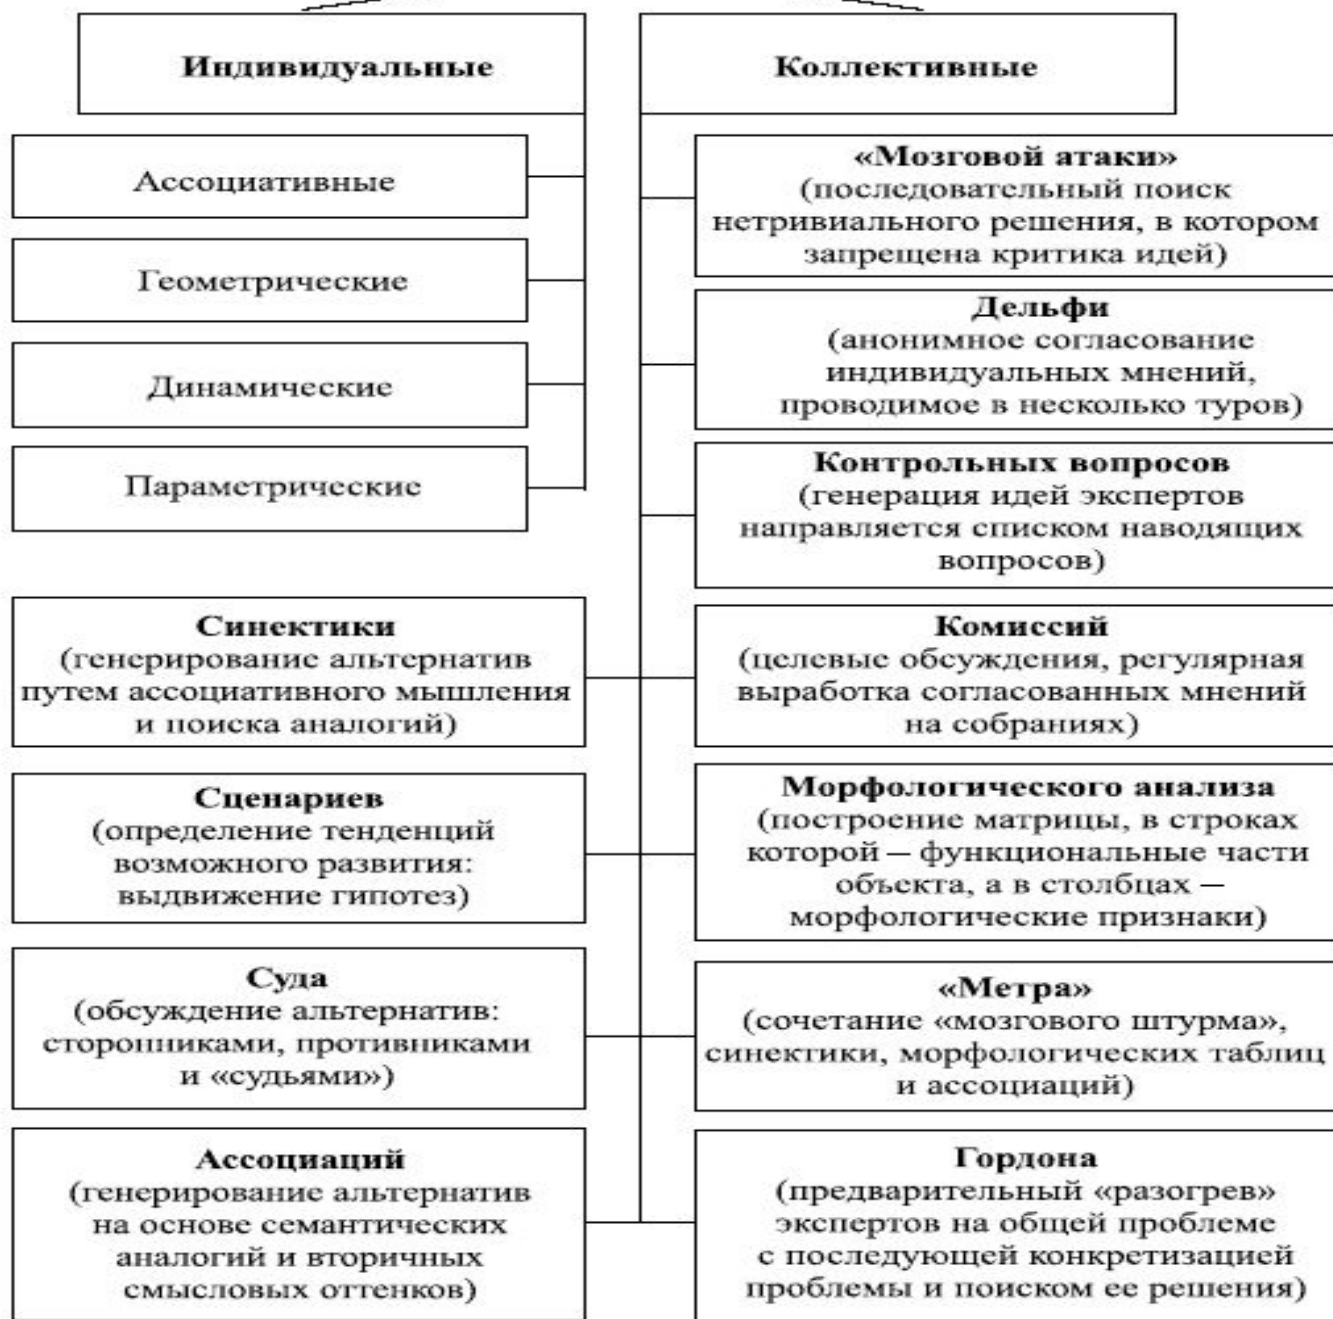 Индивидуальные
Ассоциативные
Геометрические
Динамические
Параметрические
Коллективные
«Мозговой атаки»
(последовательный поиск
нетривиального решения, в котором
запрещена критика идей)
Дельфи
(анонимное согласование
индивидуальных мнений,
проводимое в несколько туров)
Контрольных вопросов
(генерация идей экспертов
направляется списком наводящих
вопросов)
Синектики
(генерирование альтернатив
путем ассоциативного мышления
и поиска аналогий)
Комиссий
(целевые обсуждения, регулярная
выработка согласованных мнений
на собраниях)
Сценариев
(определение тенденций
возможного развития:
выдвижение гипотез)
Морфологического анализа
(построение матрицы, в строках
которой – функциональные части
объекта, а в столбцах –
морфологические признаки)
Суда
(обсуждение альтернатив:
сторонниками, противниками
и «судьями»)
«Метра»
(сочетание «мозгового штурма»,
синектики, морфологических таблиц
и ассоциаций)
Ассоциаций
(генерирование альтернатив
на основе семантических
аналогий и вторичных
смысловых оттенков)
Гордона
(предварительный «разогрев»
экспертов на общей проблеме
с последующей конкретизацией
проблемы и поиском ее решения)